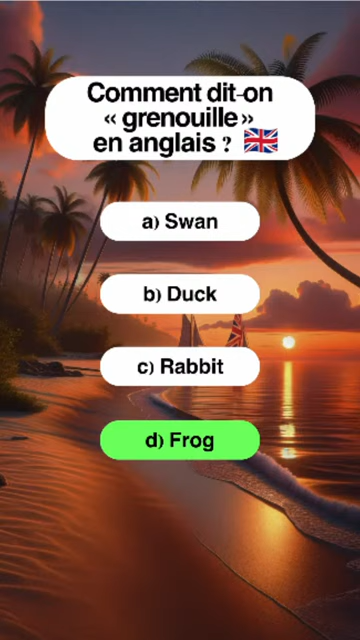 Comment dit-on
« grenouille »
en anglais ? 🇬🇧
a) Swan
b) Duck
c) Rabbit
d) Frog